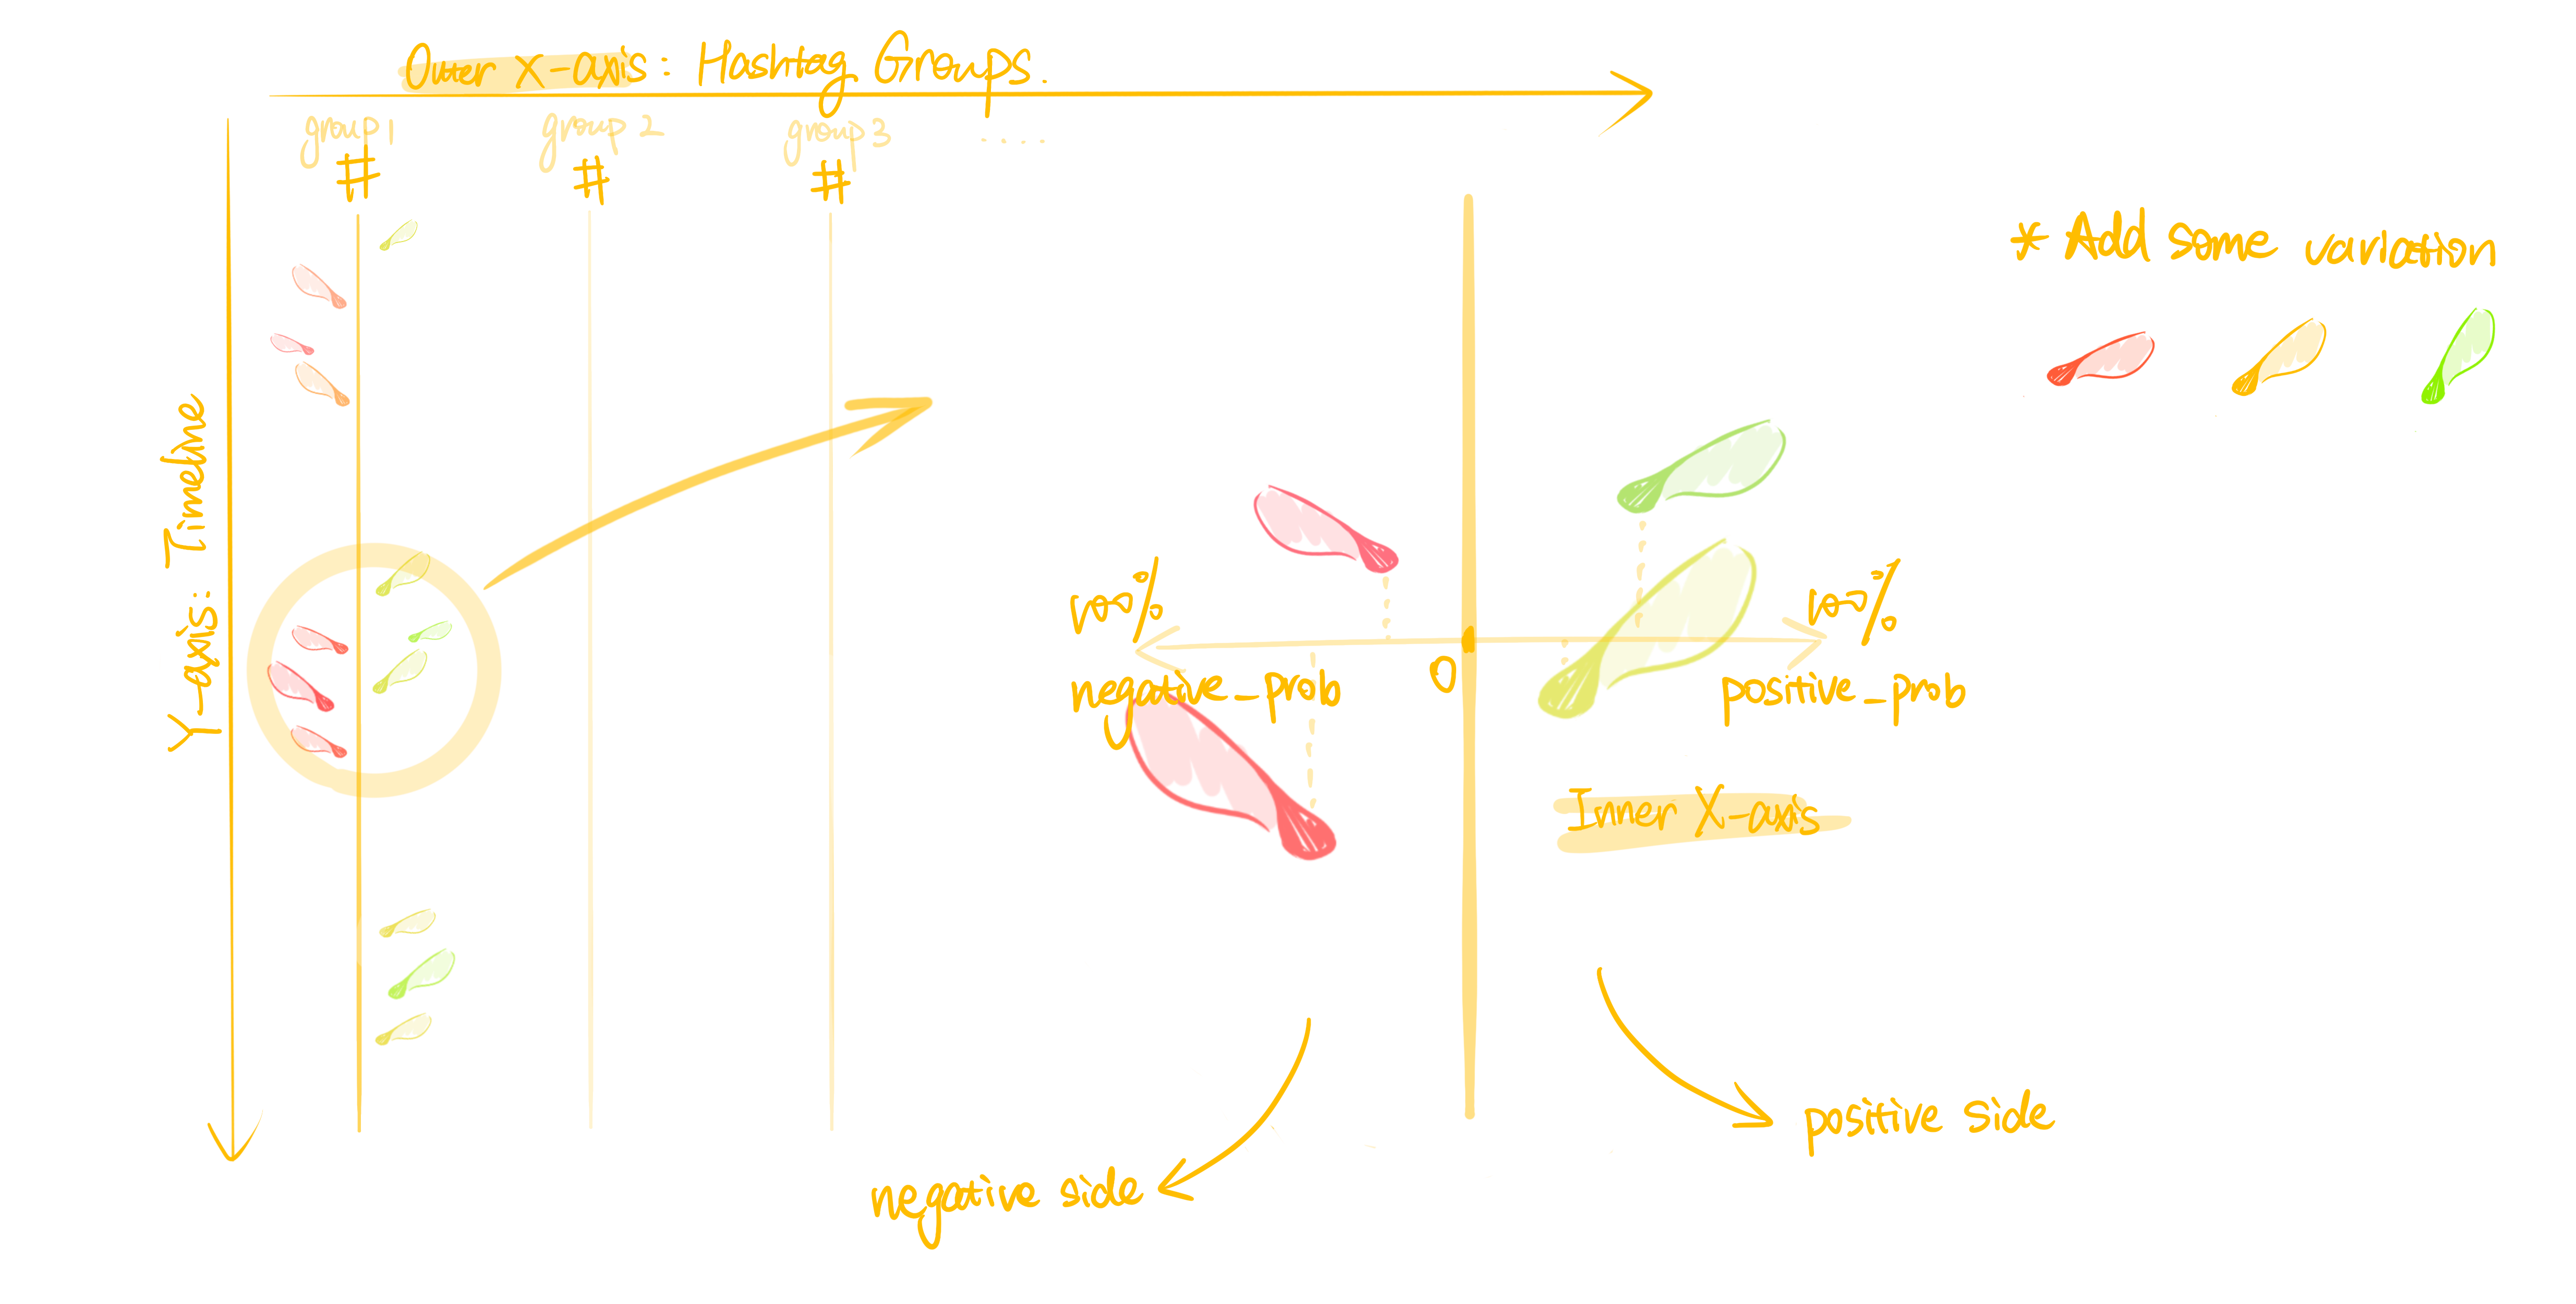 Outer X-axis: Hashtag Groups.
group 1
#
group 2
#
group 3
#
....
Y-axis: Timeline
* Add some variation
100%
negative_prob
0
100%
positive_prob
Inner X-axis
negative side
positive side